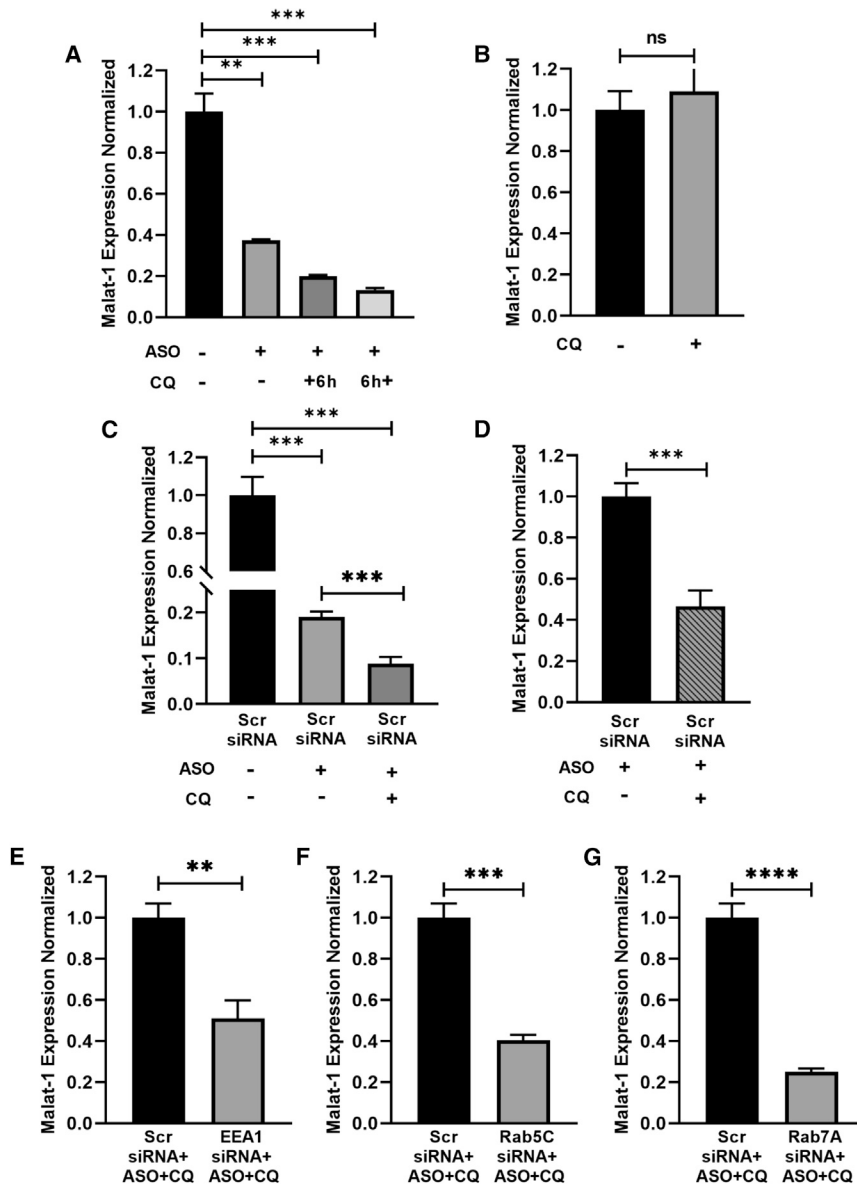 A
***
***
**
Malat-1 Expression Normalized
1.2
1.0
0.8
0.6
0.4
0.2
0.0
ASO - + + +
CQ - - +6h 6h+
B
ns
Malat-1 Expression Normalized
1.2
1.0
0.8
0.6
0.4
0.2
0.0
CQ - +
C
***
***
***
Malat-1 Expression Normalized
1.2
1.0
0.8
0.6
0.2
0.1
0.0
Scr Scr Scr
siRNA siRNA siRNA
ASO - + +
CQ - - +
D
***
Malat-1 Expression Normalized
1.2
1.0
0.8
0.6
0.4
0.2
0.0
Scr Scr
siRNA siRNA
ASO + +
CQ - +
E
**
Malat-1 Expression Normalized
1.2
1.0
0.8
0.6
0.4
0.2
0.0
Scr EEA1
siRNA+ siRNA+
ASO+CQ ASO+CQ
F
***
Malat-1 Expression Normalized
1.2
1.0
0.8
0.6
0.4
0.2
0.0
Scr Rab5C
siRNA+ siRNA+
ASO+CQ ASO+CQ
G
****
Malat-1 Expression Normalized
1.2
1.0
0.8
0.6
0.4
0.2
0.0
Scr Rab7A
siRNA+ siRNA+
ASO+CQ ASO+CQ